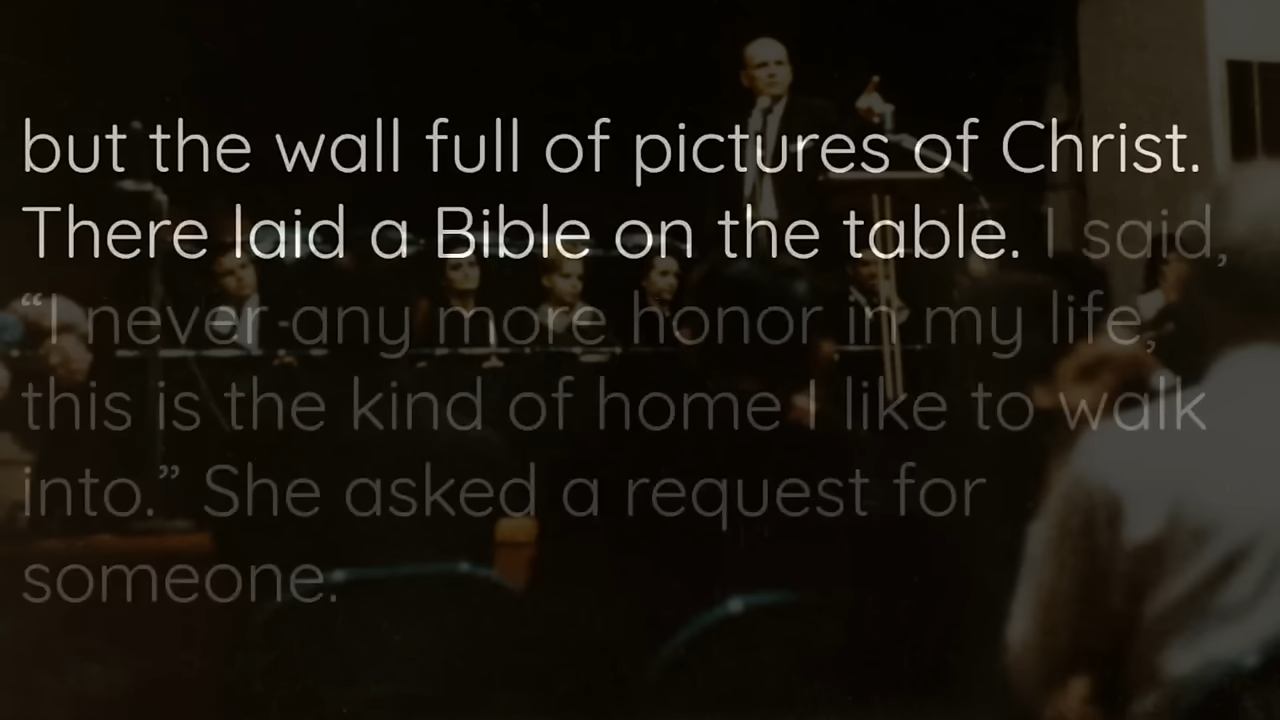 but the wall full of pictures of Christ.
There laid a Bible on the table. I said,
“I never any more honor in my life,
this is the kind of home I like to walk
into.” She asked a request for
someone.